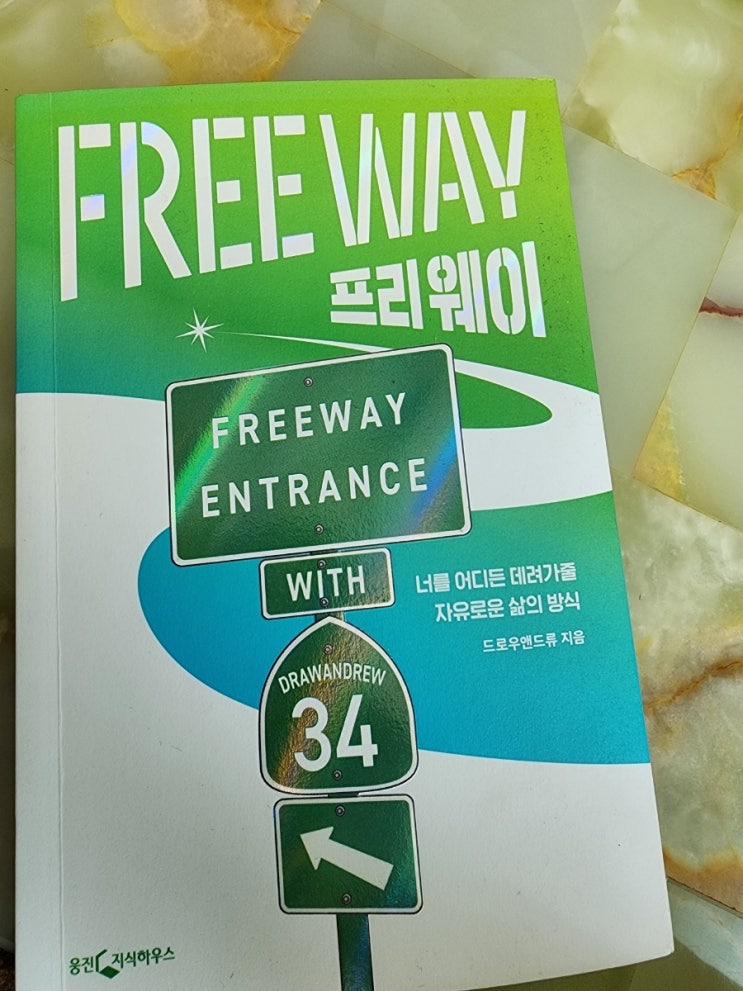 FREEWAY
프리웨이
FREEWAY
ENTRANCE
WITH
너를 어디든 데려가줄
자유로운 삶의 방식
드로우앤드류 지음
DRAWANDREW
34
웅진 지식하우스